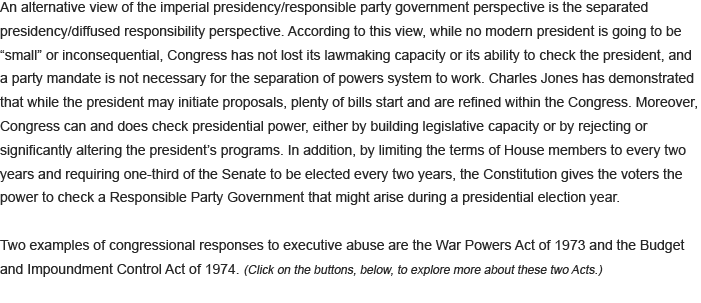 An alternative view of the imperial presidency/responsible party government perspective is the separated
presidency/diffused responsibility perspective. According to this view, while no modern president is going to be
“small” or inconsequential, Congress has not lost its lawmaking capacity or its ability to check the president, and
a party mandate is not necessary for the separation of powers system to work. Charles Jones has demonstrated
that while the president may initiate proposals, plenty of bills start and are refined within the Congress. Moreover,
Congress can and does check presidential power, either by building legislative capacity or by rejecting or
significantly altering the president’s programs. In addition, by limiting the terms of House members to every two
years and requiring one-third of the Senate to be elected every two years, the Constitution gives the voters the
power to check a Responsible Party Government that might arise during a presidential election year.
Two examples of congressional responses to executive abuse are the War Powers Act of 1973 and the Budget
and Impoundment Control Act of 1974. (Click on the buttons, below, to explore more about these two Acts.)